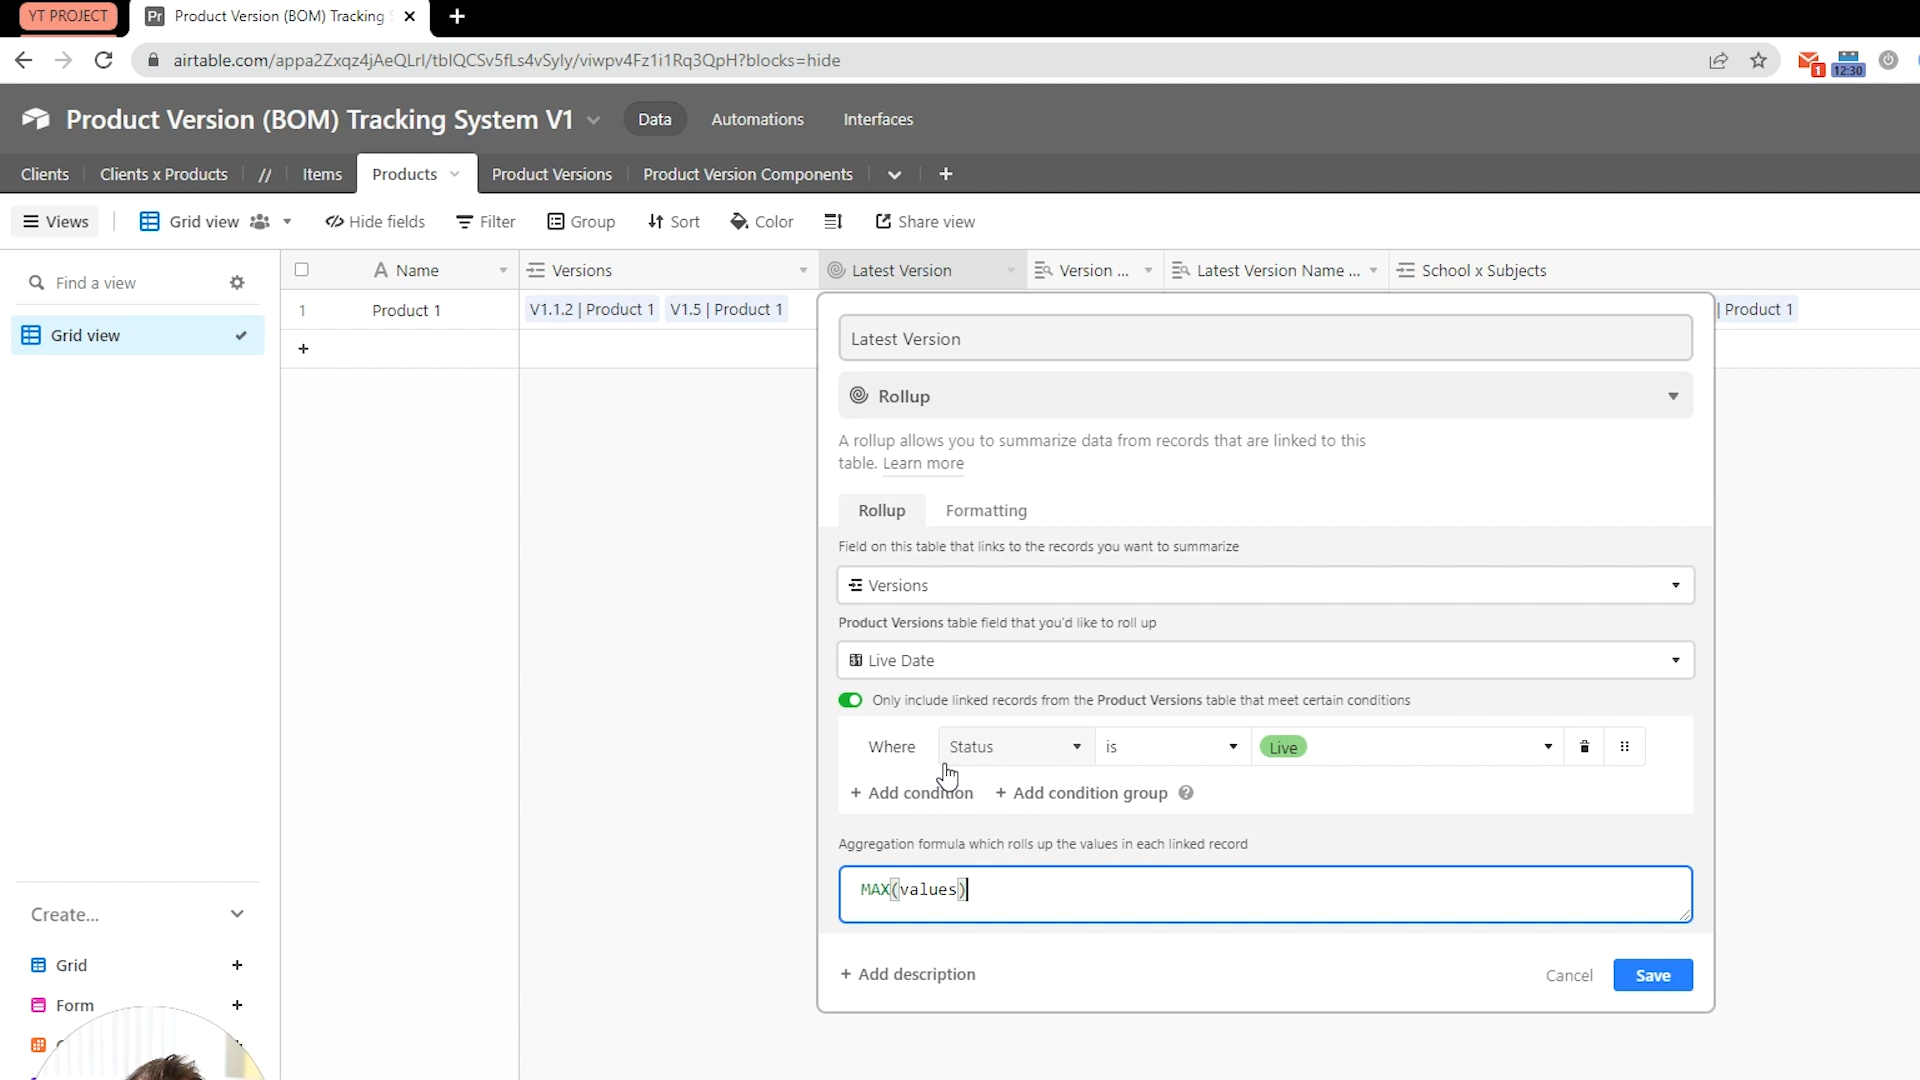 YT PROJECT
Product Version (BOM) Tracking
airtable.com/appa2Zxqz4jAeQLrI/tblQCSv5fLs4vSyly/viwpv4Fz1i1Rq3QpH?blocks=hide
1
12:30
Product Version (BOM) Tracking System V1
Data
Automations
Interfaces
Clients
Clients x Products
//
Items
Products
Product Versions
Product Version Components
Views
Grid view
Hide fields
Filter
Group
Sort
Color
Share view
Find a view
Grid view
Name
Versions
Latest Version
Version ...
Latest Version Name ...
School x Subjects
1
Product 1
V1.1.2 | Product 1
V1.5 | Product 1
| Product 1
Latest Version
Rollup
A rollup allows you to summarize data from records that are linked to this
table. Learn more
Rollup
Formatting
Field on this table that links to the records you want to summarize
Versions
Product Versions table field that you'd like to roll up
Live Date
Only include linked records from the Product Versions table that meet certain conditions
Where
Status
is
Live
+ Add condition
+ Add condition group
Aggregation formula which rolls up the values in each linked record
MAX(values)
+ Add description
Cancel
Save
Create...
Grid
Form